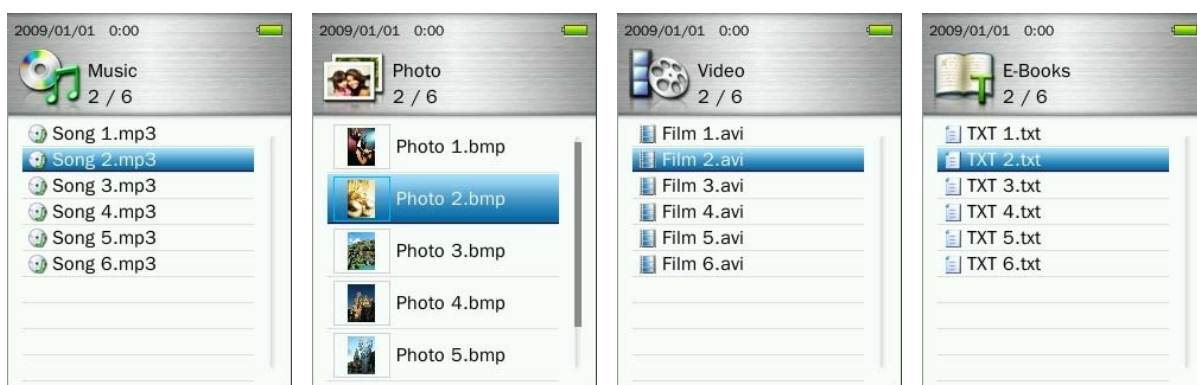 2009/01/01 0:00
Music
2 / 6
Song 1.mp3
Song 2.mp3
Song 3.mp3
Song 4.mp3
Song 5.mp3
Song 6.mp3
2009/01/01 0:00
Photo
2 / 6
Photo 1.bmp
Photo 2.bmp
Photo 3.bmp
Photo 4.bmp
Photo 5.bmp
2009/01/01 0:00
Video
2 / 6
Film 1.avi
Film 2.avi
Film 3.avi
Film 4.avi
Film 5.avi
Film 6.avi
2009/01/01 0:00
T
E-Books
2 / 6
TXT 1.txt
TXT 2.txt
TXT 3.txt
TXT 4.txt
TXT 5.txt
TXT 6.txt